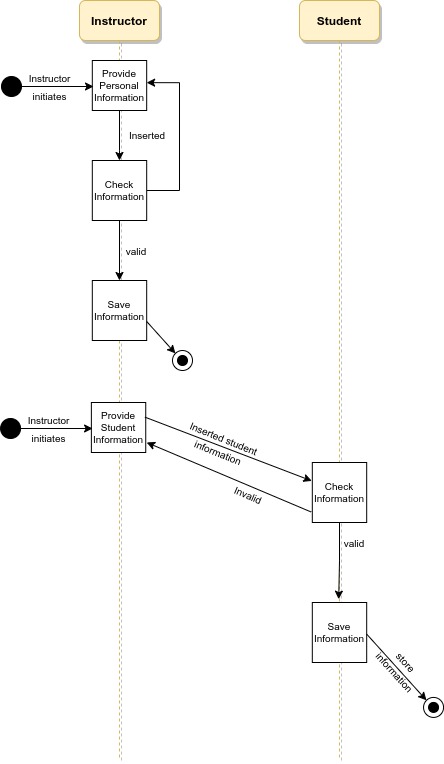 Instructor
Student
Instructor
initiates
Provide
Personal
Information
Inserted
Check
Information
valid
Save
Information
Instructor
initiates
Provide
Student
Information
Inserted student
information
Invalid
Check
Information
valid
Save
Information
store
information